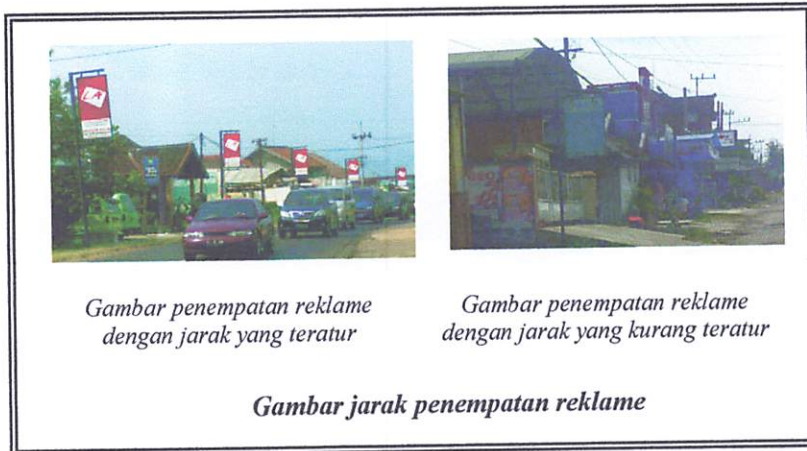 Gambar penempatan reklame
dengan jarak yang teratur
Gambar penempatan reklame
dengan jarak yang kurang teratur
Gambar jarak penempatan reklame